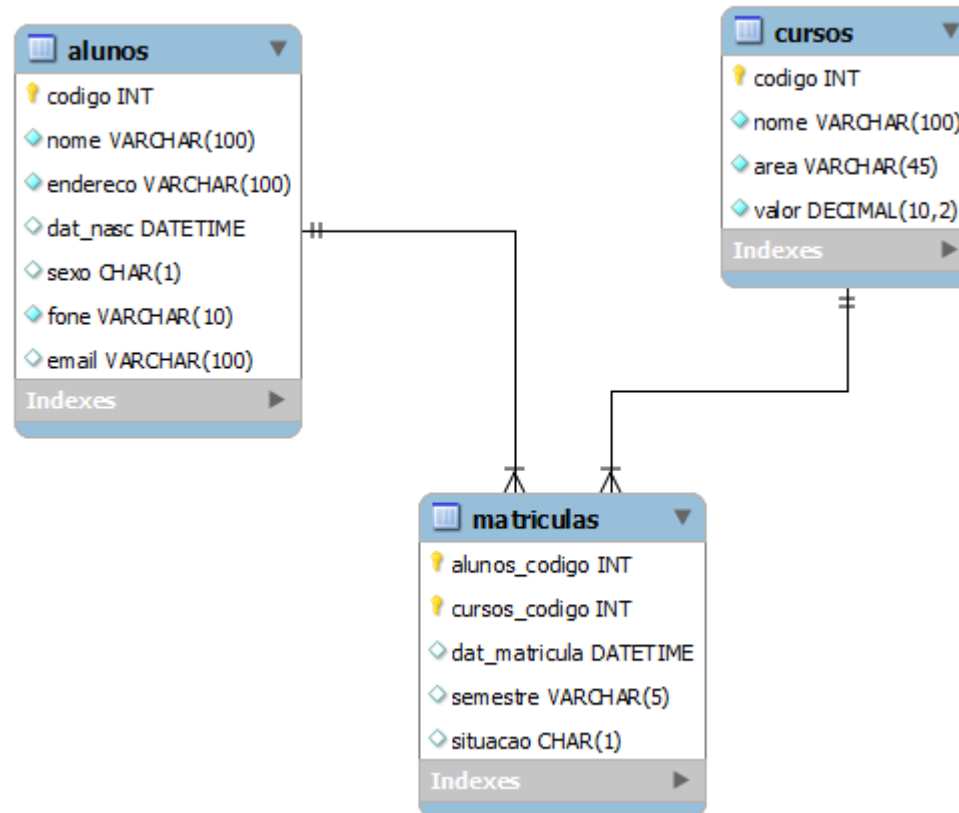 alunos
codigo INT
nome VARCHAR(100)
endereco VARCHAR(100)
dat_nasc DATETIME
sexo CHAR(1)
fone VARCHAR(10)
email VARCHAR(100)
Indexes
cursos
codigo INT
nome VARCHAR(100)
area VARCHAR(45)
valor DECIMAL(10,2)
Indexes
matriculas
alunos_codigo INT
cursos_codigo INT
dat_matricula DATETIME
semestre VARCHAR(5)
situacao CHAR(1)
Indexes